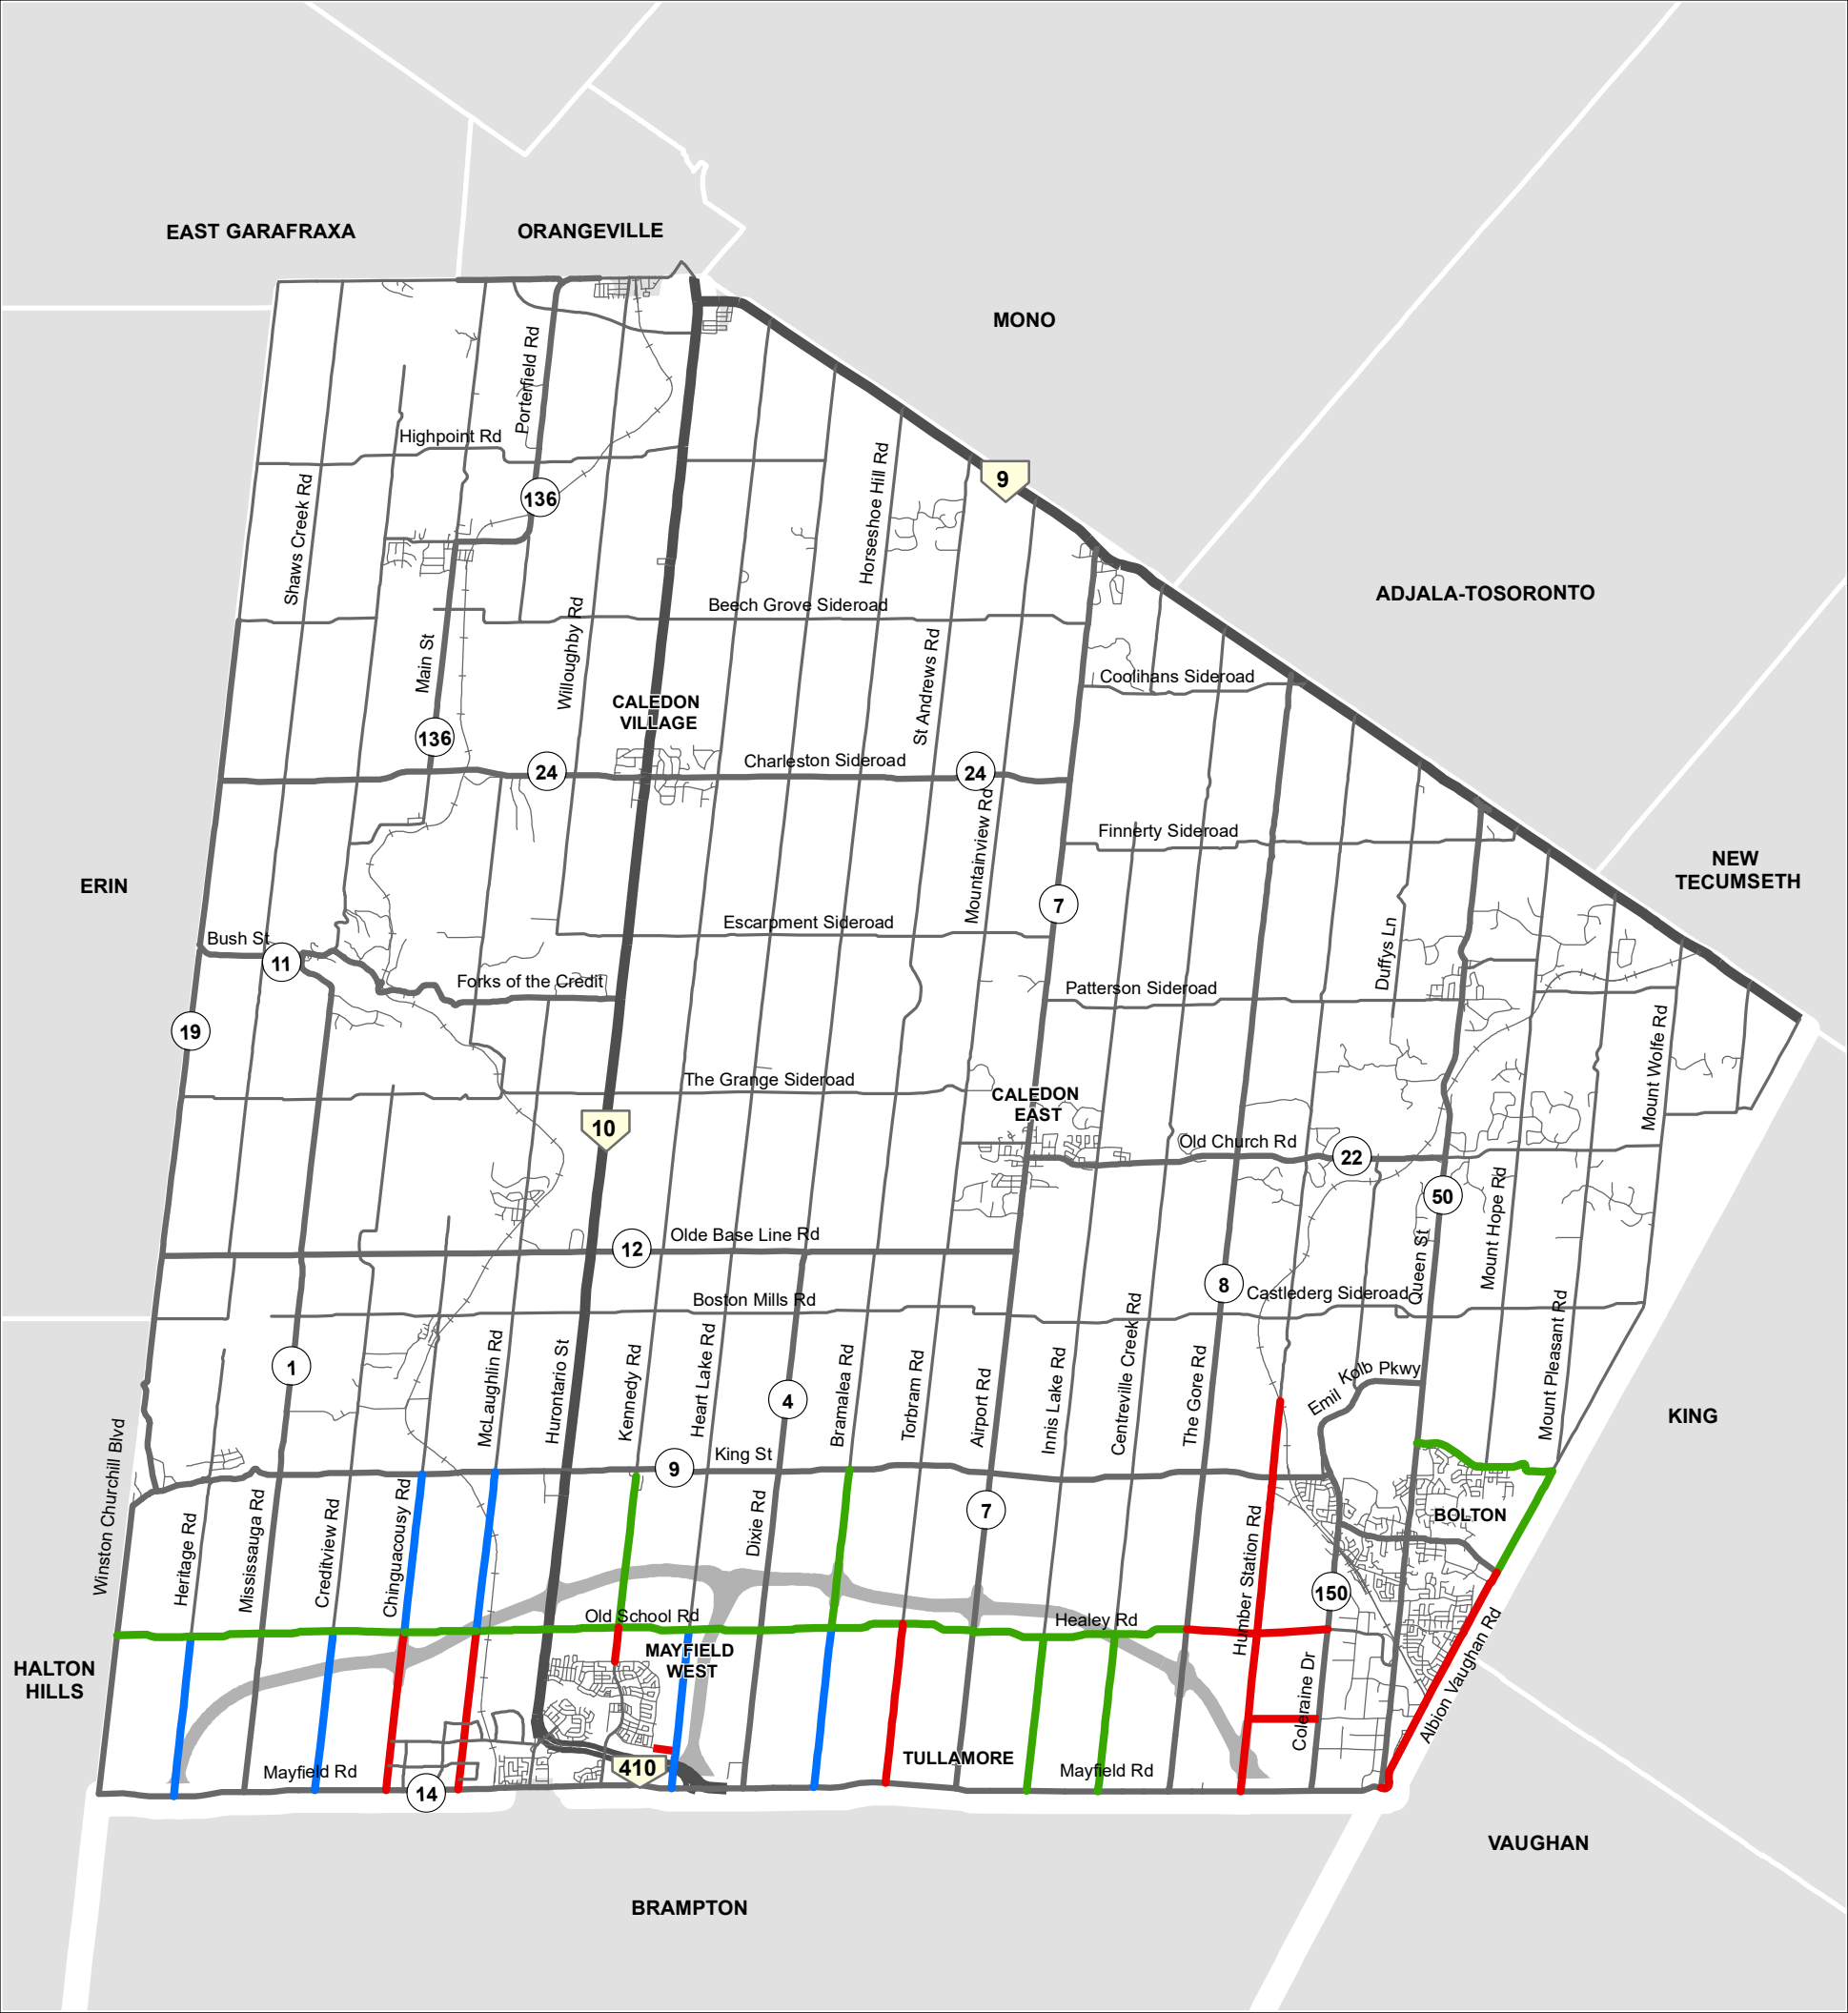 EAST GARAFRAXA
ORANGEVILLE
MONO
Porterfield Rd
Highpoint Rd
Horseshoe Hill Rd
9
Shaws Creek Rd
136
ADJALA-TOSORONTO
Beech Grove Sideroad
Willoughby Rd
Main St
St Andrews Rd
Coolihans Sideroad
CALEDON
VILLAGE
136
24
Charleston Sideroad
24
Finnerty Sideroad
Mountainview Rd
NEW
TECUMSETH
ERIN
7
Escarpment Sideroad
Duffys Ln
Bush St
11
Forks of the Credit
Patterson Sideroad
19
Mount Wolfe Rd
The Grange Sideroad
CALEDON
EAST
10
Old Church Rd
22
50
Mount Hope Rd
12
Olde Base Line Rd
Queen St
8
Castlederg Sideroad
Boston Mills Rd
1
McLaughlin Rd
Hurontario St
Kennedy Rd
Heart Lake Rd
4
Bramalea Rd
Torbram Rd
Airport Rd
Innis Lake Rd
Centreville Creek Rd
The Gore Rd
Emil Kolb Pkwy
Mount Pleasant Rd
KING
Winston Churchill Blvd
9
King St
Heritage Rd
Mississauga Rd
Creditview Rd
Chinguacousy Rd
Dixie Rd
7
BOLTON
Humber Station Rd
150
Old School Rd
Healey Rd
MAYFIELD
WEST
HALTON
HILLS
Coleraine Dr
Albion Vaughan Rd
TULLAMORE
410
Mayfield Rd
Mayfield Rd
14
VAUGHAN
BRAMPTON